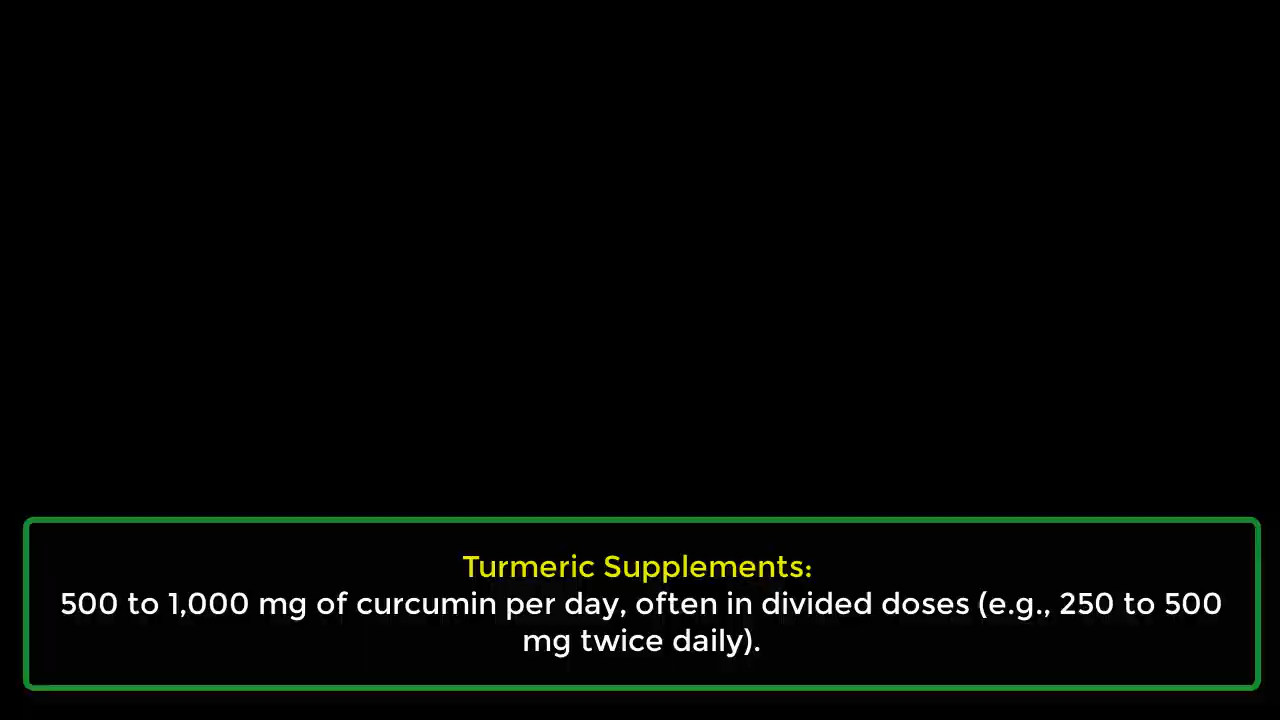 Turmeric Supplements:
500 to 1,000 mg of curcumin per day, often in divided doses (e.g., 250 to 500
mg twice daily).